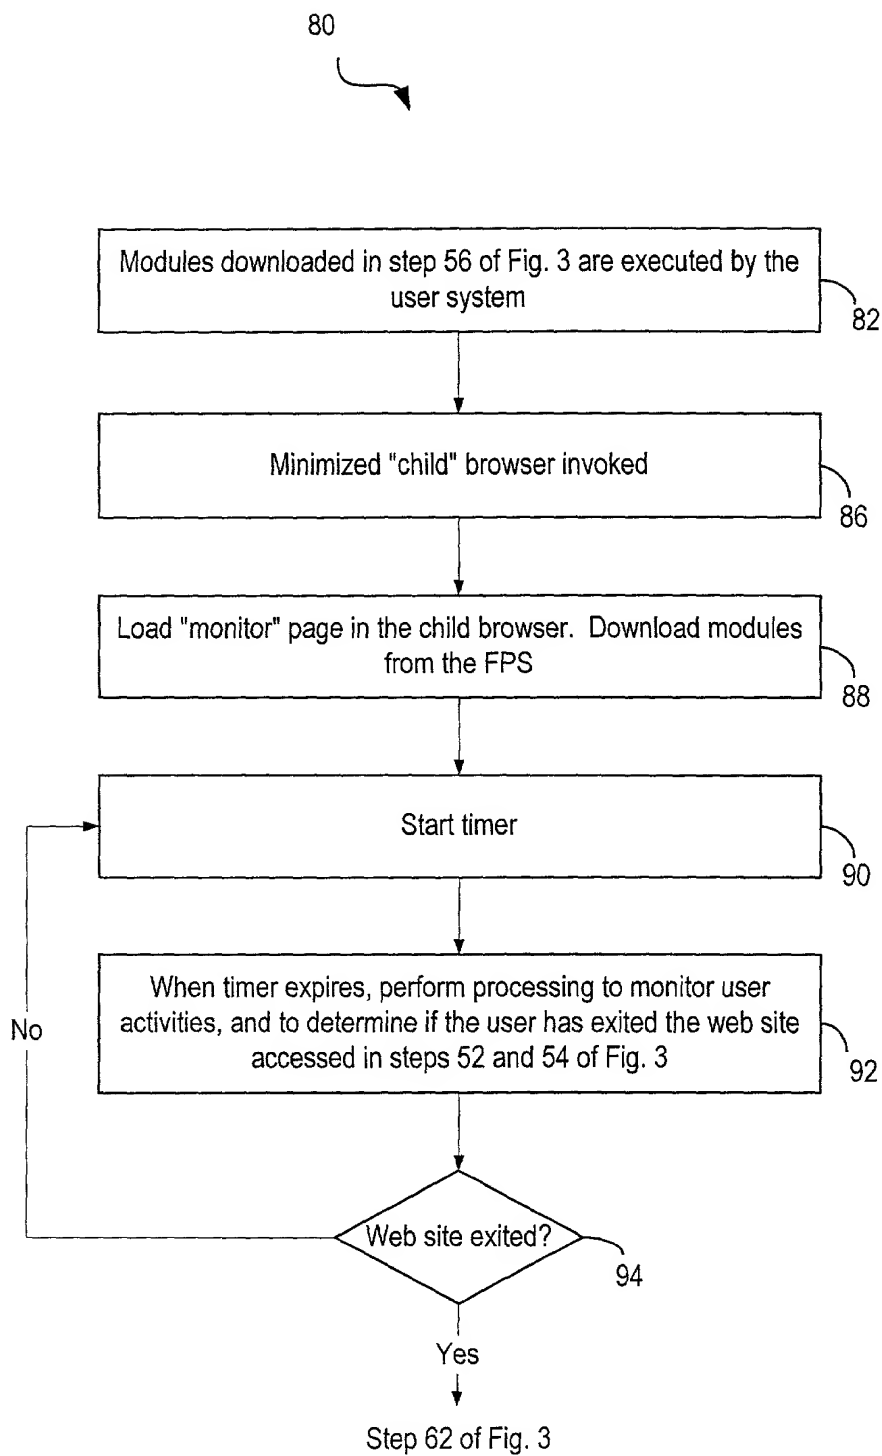 80
Modules downloaded in step 56 of Fig. 3 are executed by the
user system
82
Minimized "child" browser invoked
86
Load "monitor" page in the child browser. Download modules
from the FPS
88
Start timer
90
When timer expires, perform processing to monitor user
activities, and to determine if the user has exited the web site
accessed in steps 52 and 54 of Fig. 3
92
No
Web site exited?
94
Yes
Step 62 of Fig. 3